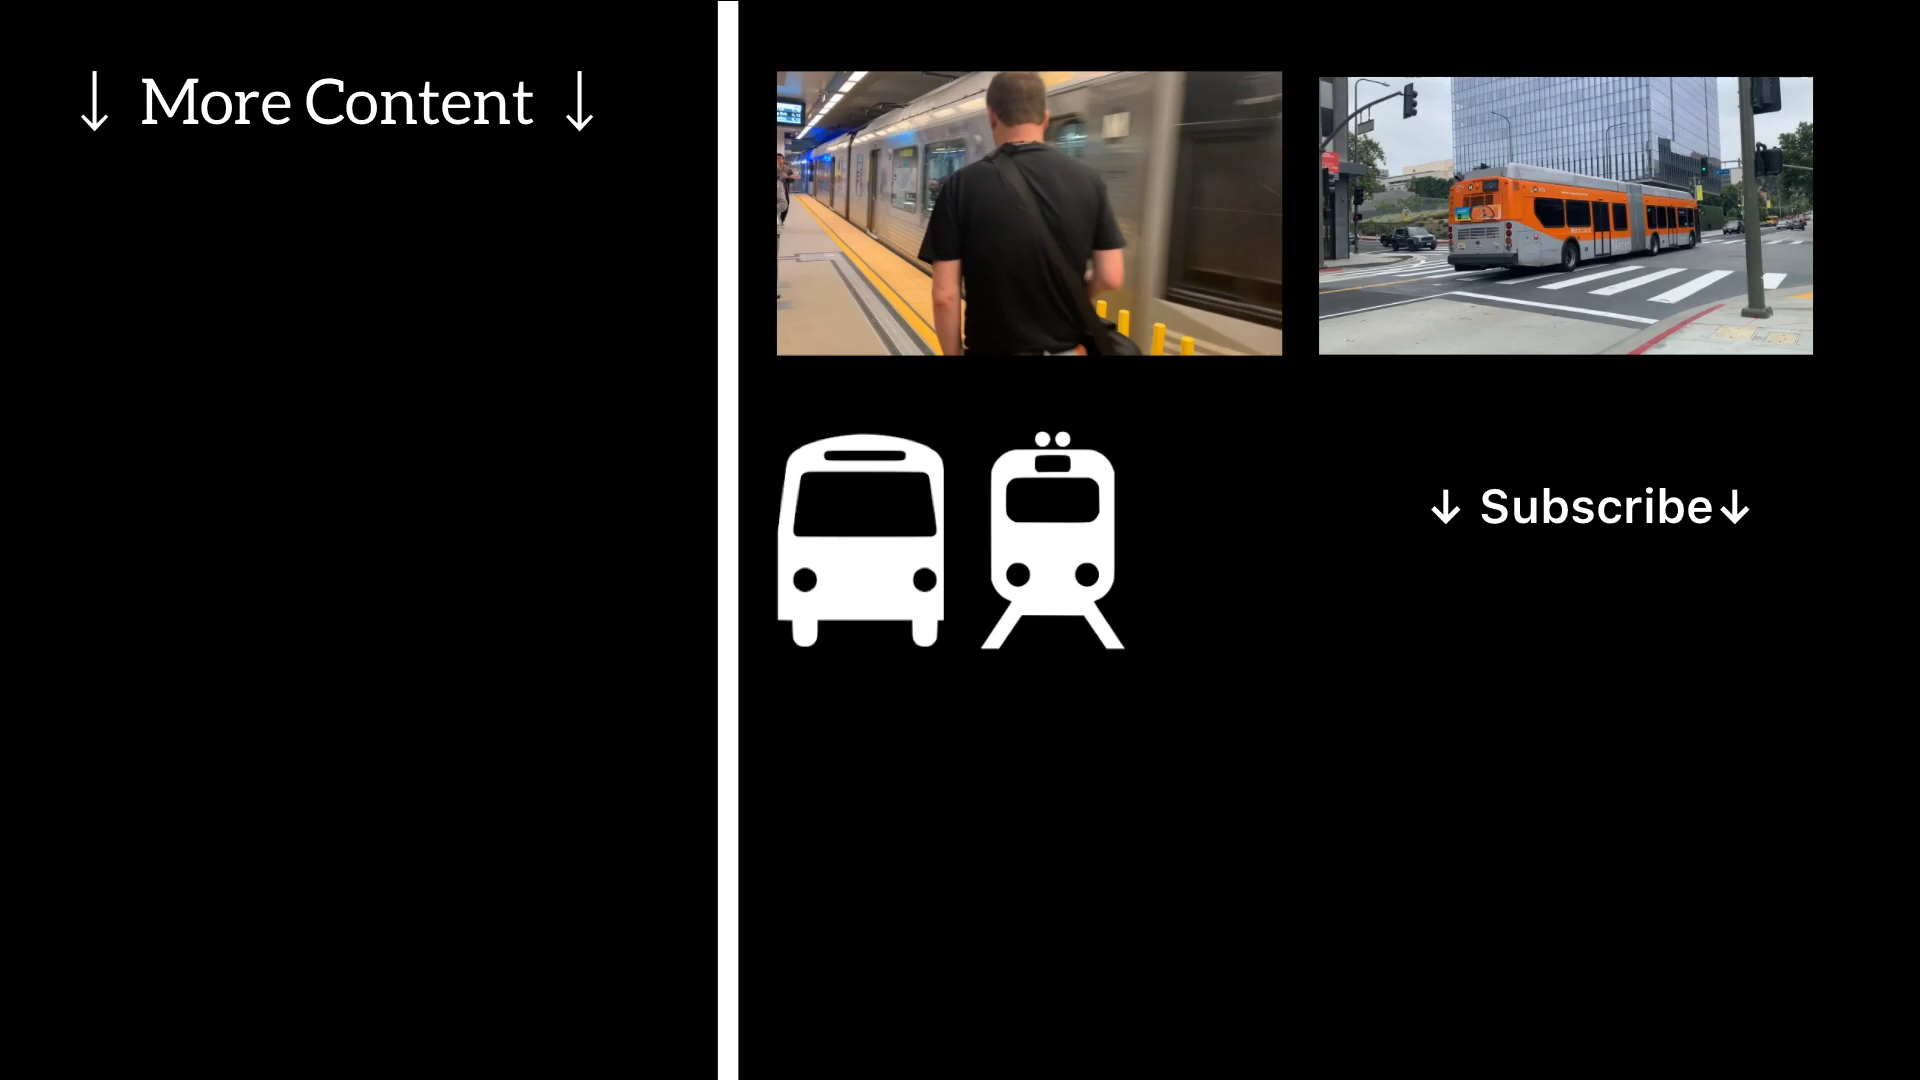 ↓ More Content ↓
↓ Subscribe↓